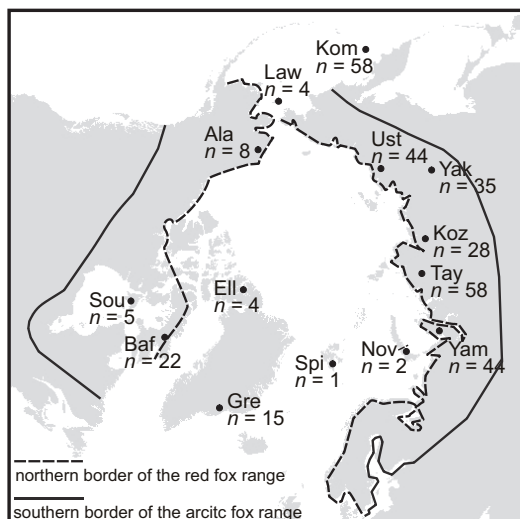 Kom
n = 58
Law
n = 4
Ala
n = 8
Ust
n = 44
Yak
n = 35
Koz
n = 28
Tay
n = 58
Sou
n = 5
Ell
n = 4
Baf
n = 22
Spi
n = 1
Nov
n = 2
Yam
n = 44
Gre
n = 15
northern border of the red fox range
southern border of the arcitc fox range